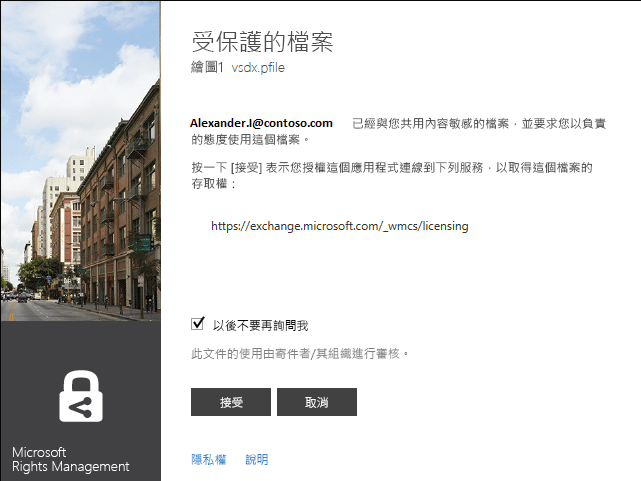 受保護的檔案
繪圖1 vsdx.pfile
Alexander.I@contoso.com 已經與您共用內容敏感的檔案，並要求您以負責
的態度使用這個檔案。
按一下 [接受] 表示您授權這個應用程式連線到下列服務，以取得這個檔案的
存取權：
https://exchange.microsoft.com/_wmcs/licensing
以後不要再詢問我
此文件的使用由寄件者/其組織進行審核。
接受 取消
隱私權 說明
Microsoft
Rights Management